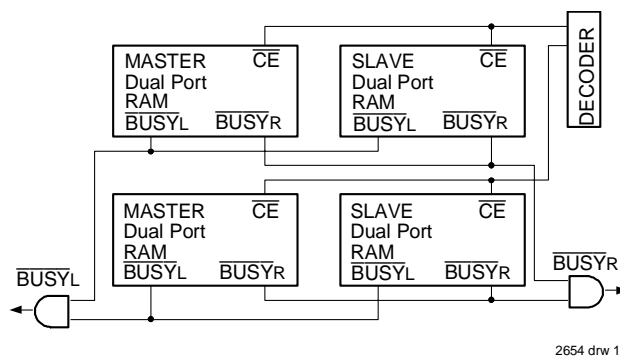 MASTER CE
Dual Port
RAM
BUSYL BUSYR
SLAVE CE
Dual Port
RAM
BUSYL BUSYR
DECODER
MASTER CE
Dual Port
RAM
BUSYL BUSYR
SLAVE CE
Dual Port
RAM
BUSYL BUSYR
BUSYL
BUSYR
2654 drw 1